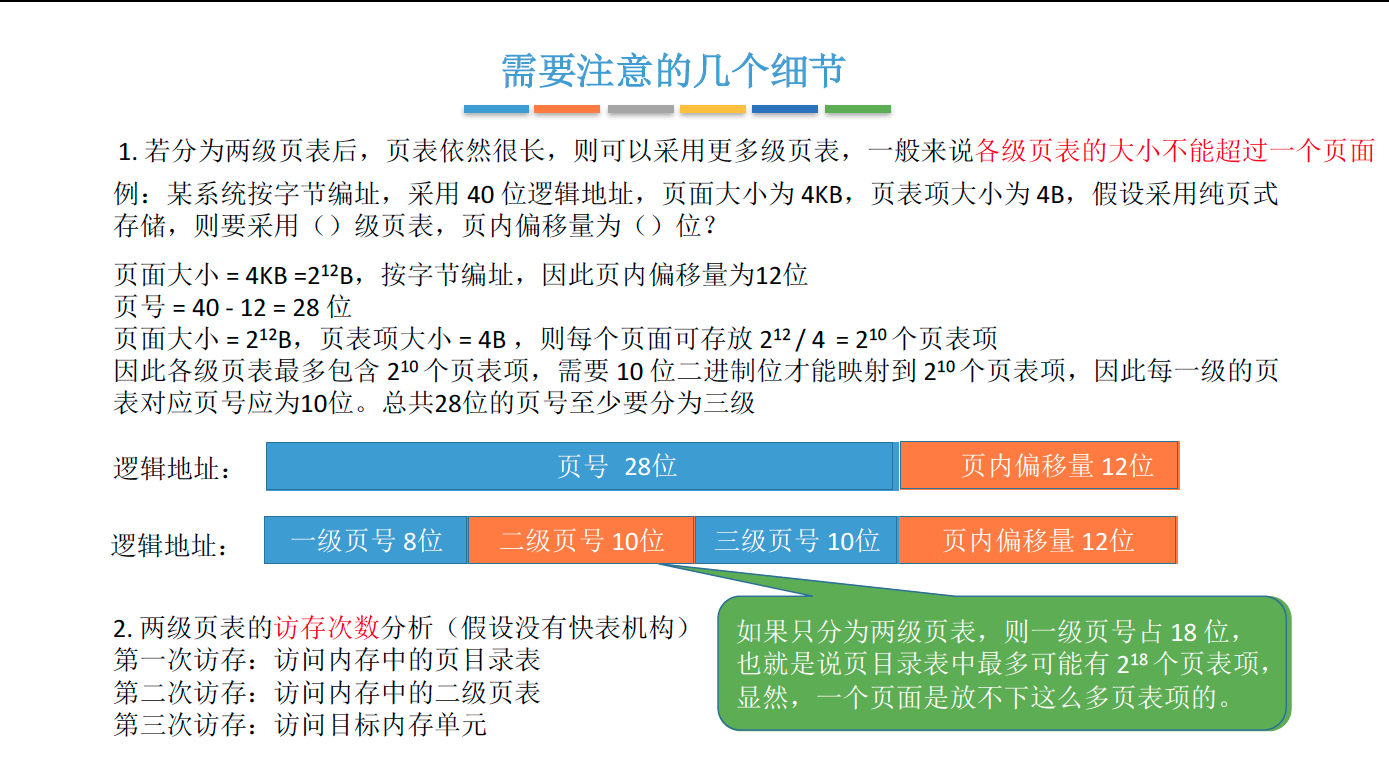 需要注意的几个细节
1. 若分为两级页表后，页表依然很长，则可以采用更多级页表，一般来说各级页表的大小不能超过一个页面
例：某系统按字节编址，采用 40 位逻辑地址，页面大小为 4KB，页表项大小为 4B，假设采用纯页式
存储，则要采用（）级页表，页内偏移量为（）位？
页面大小 = 4KB =2¹²B，按字节编址，因此页内偏移量为12位
页号 = 40 - 12 = 28 位
页面大小 = 2¹²B，页表项大小 = 4B ，则每个页面可存放 2¹² / 4 = 2¹⁰ 个页表项
因此各级页表最多包含 2¹⁰ 个页表项，需要 10 位二进制位才能映射到 2¹⁰ 个页表项，因此每一级的页
表对应页号应为10位。总共28位的页号至少要分为三级
逻辑地址：
页号 28位
页内偏移量 12位
逻辑地址：
一级页号 8位
二级页号 10位
三级页号 10位
页内偏移量 12位
2. 两级页表的访存次数分析（假设没有快表机构）
第一次访存：访问内存中的页目录表
第二次访存：访问内存中的二级页表
第三次访存：访问目标内存单元
如果只分为两级页表，则一级页号占 18 位，
也就是说页目录表中最多可能有 2¹⁸ 个页表项，
显然，一个页面是放不下这么多页表项的。